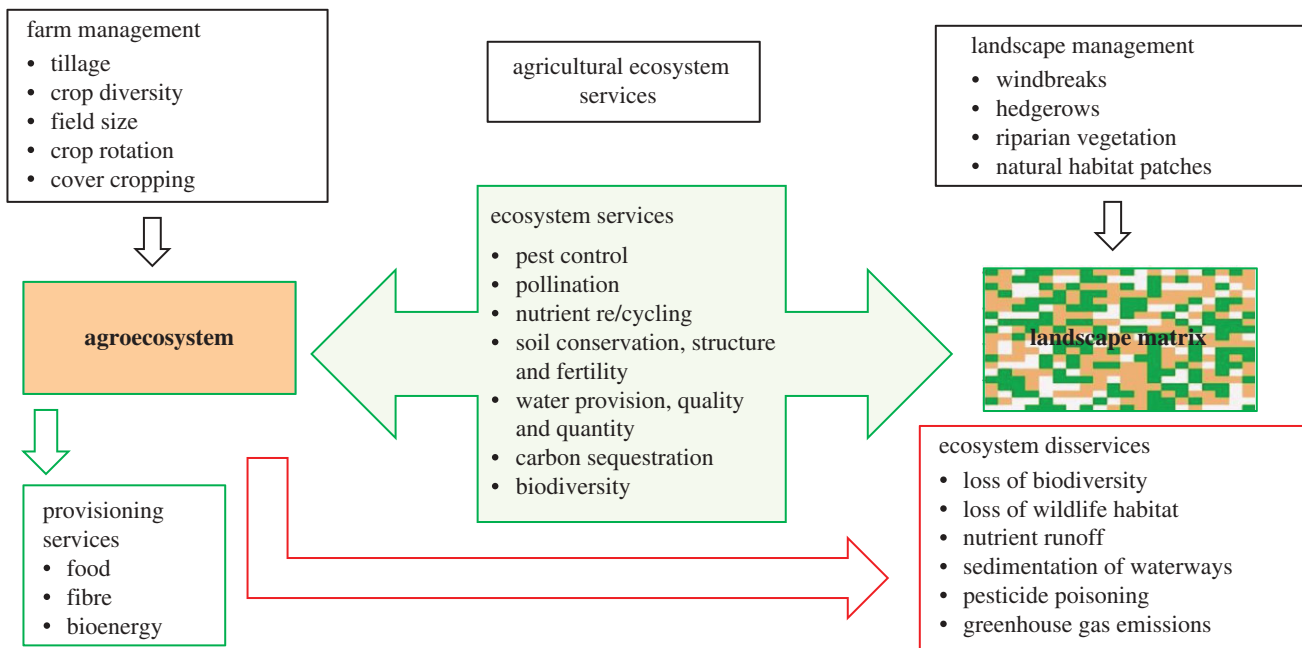 farm management
• tillage
• crop diversity
• field size
• crop rotation
• cover cropping
agricultural ecosystem
services
landscape management
• windbreaks
• hedgerows
• riparian vegetation
• natural habitat patches
ecosystem services
• pest control
• pollination
• nutrient re/cycling
• soil conservation, structure
and fertility
• water provision, quality
and quantity
• carbon sequestration
• biodiversity
agroecosystem
landscape matrix
provisioning
services
• food
• fibre
• bioenergy
ecosystem disservices
• loss of biodiversity
• loss of wildlife habitat
• nutrient runoff
• sedimentation of waterways
• pesticide poisoning
• greenhouse gas emissions